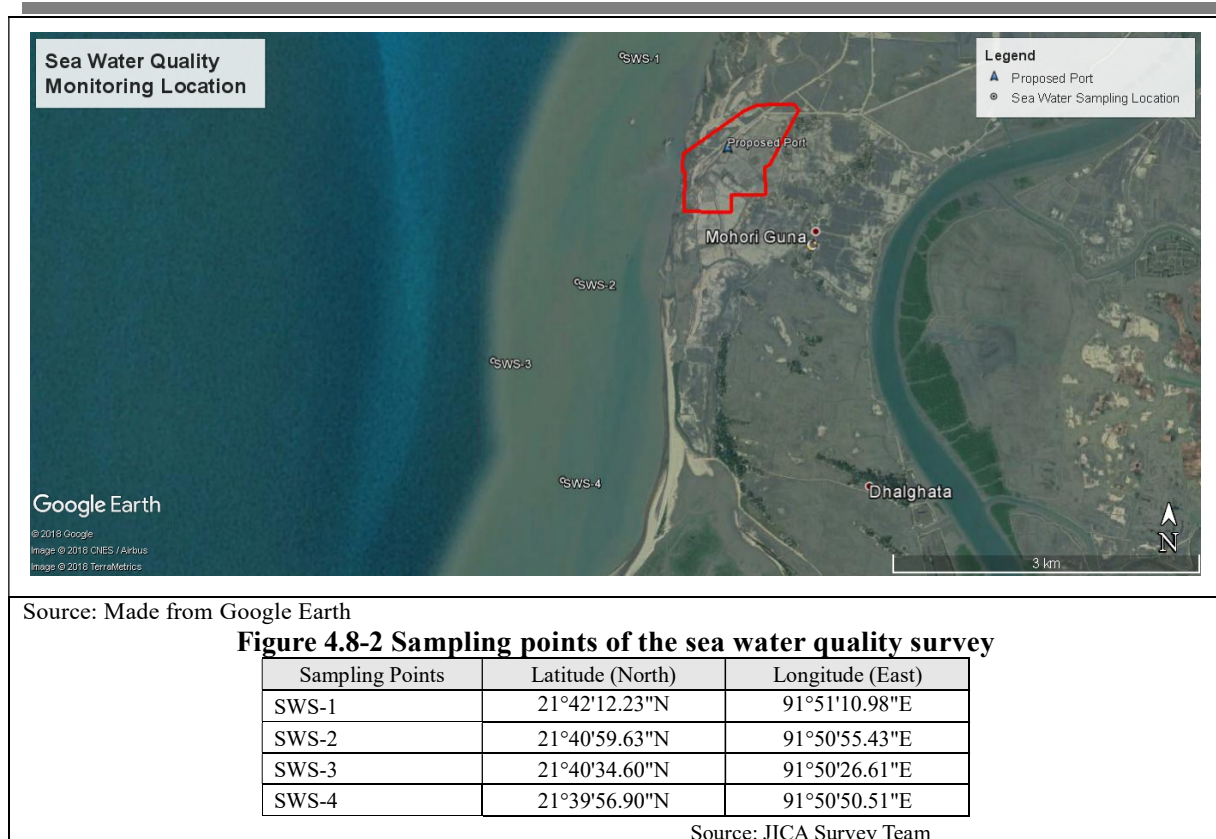 Sea Water Quality
Monitoring Location
SWS-1
Legend
Proposed Port
Sea Water Sampling Location
Proposed Port
Mohori Guna
SWS-2
SWS-3
SWS-4
Dhalghata
Google Earth
© 2018 Google
Image © 2018 CNES / Airbus
Image © 2018 TerraMetrics
N
3 km
Source: Made from Google Earth
Figure 4.8-2 Sampling points of the sea water quality survey
Sampling Points Latitude (North) Longitude (East)
SWS-1 21°42'12.23"N 91°51'10.98"E
SWS-2 21°40'59.63"N 91°50'55.43"E
SWS-3 21°40'34.60"N 91°50'26.61"E
SWS-4 21°39'56.90"N 91°50'50.51"E
Source: JICA Survey Team